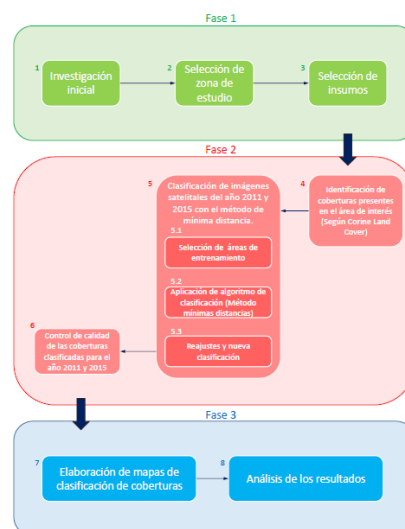 Fase 1
1
Investigación
inicial
2
Selección de
zona de
estudio
3
Selección de
insumos
Fase 2
4
Identificación de
coberturas presentes
en el área de interés
(Según Corine Land
Cover)
5
Clasificación de imágenes
satelitales del año 2011 y
2015 con el método de
mínima distancia.
5.1
Selección de áreas de
entrenamiento
5.2
Aplicación de algoritmo de
clasificación (Método
mínimas distancias)
5.3
Reajustes y nueva
clasificación
6
Control de calidad
de las coberturas
clasificadas para el
año 2011 y 2015
Fase 3
7
Elaboración de mapas de
clasificación de coberturas
8
Análisis de los resultados